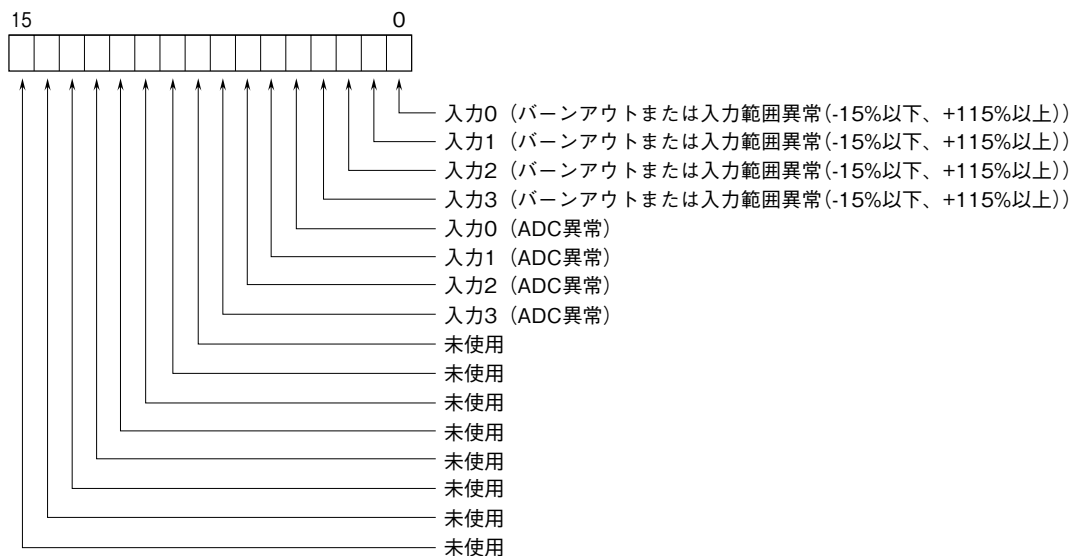 15 0
入力0（バーンアウトまたは入力範囲異常(-15%以下、+115%以上)）
入力1（バーンアウトまたは入力範囲異常(-15%以下、+115%以上)）
入力2（バーンアウトまたは入力範囲異常(-15%以下、+115%以上)）
入力3（バーンアウトまたは入力範囲異常(-15%以下、+115%以上)）
入力0（ADC異常）
入力1（ADC異常）
入力2（ADC異常）
入力3（ADC異常）
未使用
未使用
未使用
未使用
未使用
未使用
未使用
未使用